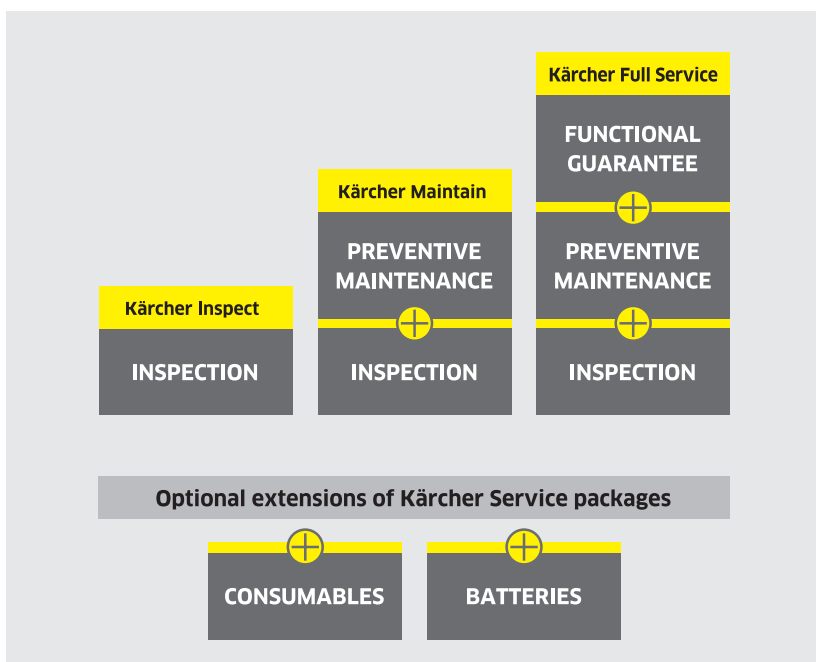 Kärcher Inspect
INSPECTION
Kärcher Maintain
PREVENTIVE
MAINTENANCE
INSPECTION
Kärcher Full Service
FUNCTIONAL
GUARANTEE
PREVENTIVE
MAINTENANCE
INSPECTION
Optional extensions of Kärcher Service packages
CONSUMABLES
BATTERIES